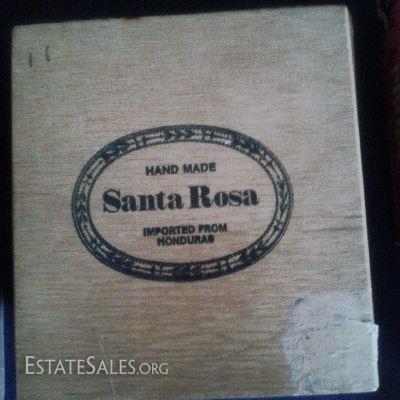 HAND MADE
Santa Rosa
IMPORTED FROM
HONDURAS
ESTATESALES.ORG